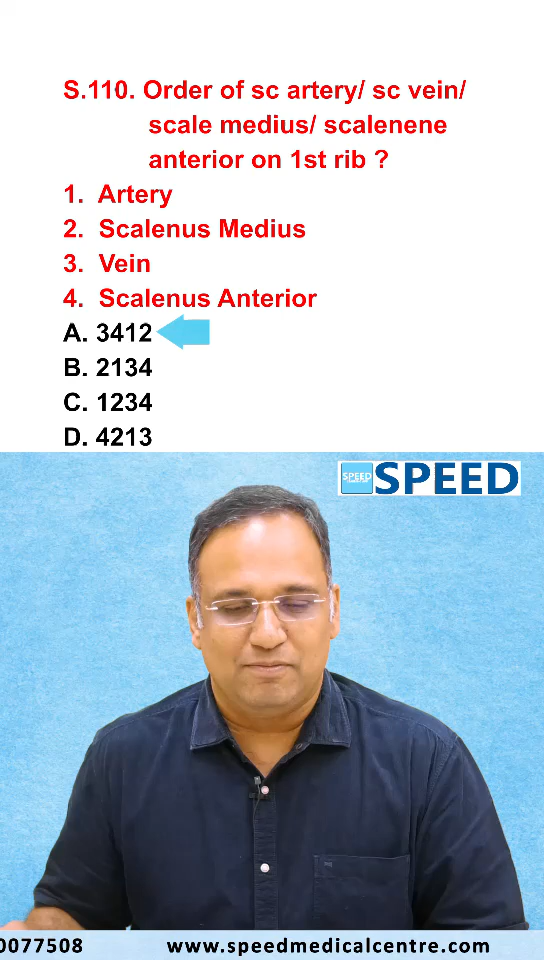 S.110. Order of sc artery/ sc vein/
scale medius/ scalenene
anterior on 1st rib ?
1. Artery
2. Scalenus Medius
3. Vein
4. Scalenus Anterior
A. 3412
B. 2134
C. 1234
D. 4213
SPEED
SPEED
0077508 www.speedmedicalcentre.com